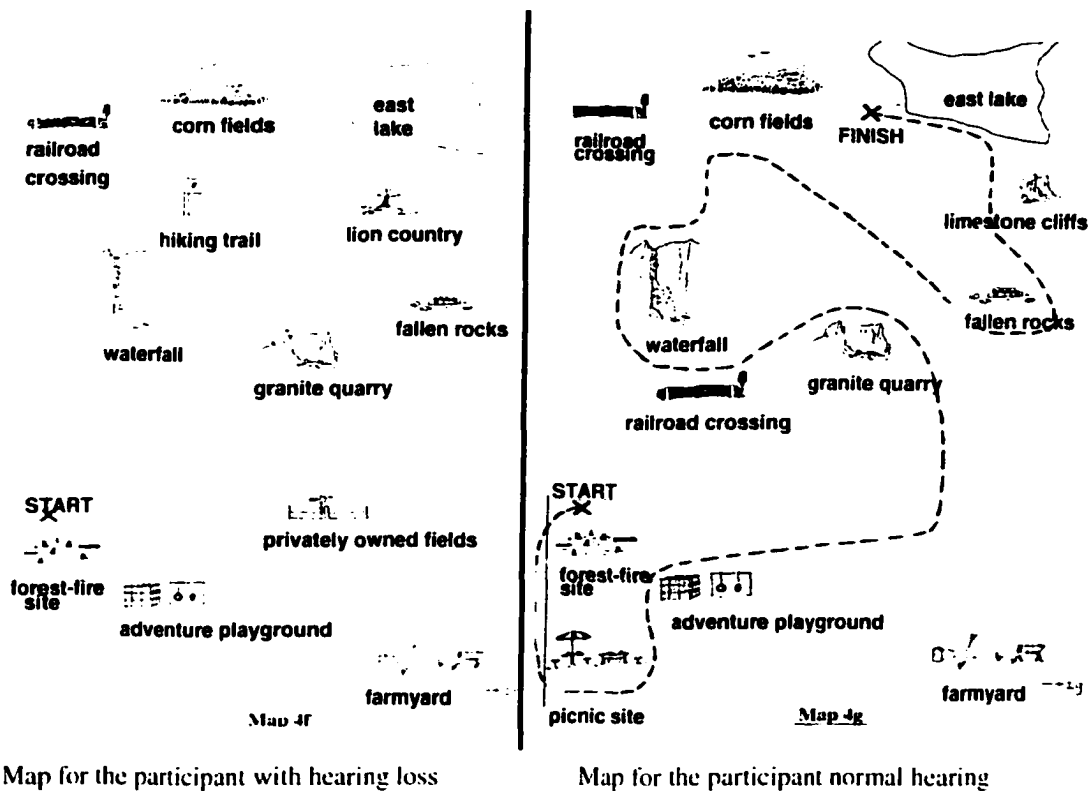 east
lake
corn fields
railroad
crossing
hiking trail
lion country
fallen rocks
waterfall
granite quarry
START
privately owned fields
forest-fire
site
adventure playground
farmyard
Map 4f
Map for the participant with hearing loss
east lake
corn fields
FINISH
railroad
crossing
limestone cliffs
fallen rocks
waterfall
granite quarry
railroad crossing
START
forest-fire
site
adventure playground
farmyard
picnic site
Map 4g
Map for the participant normal hearing